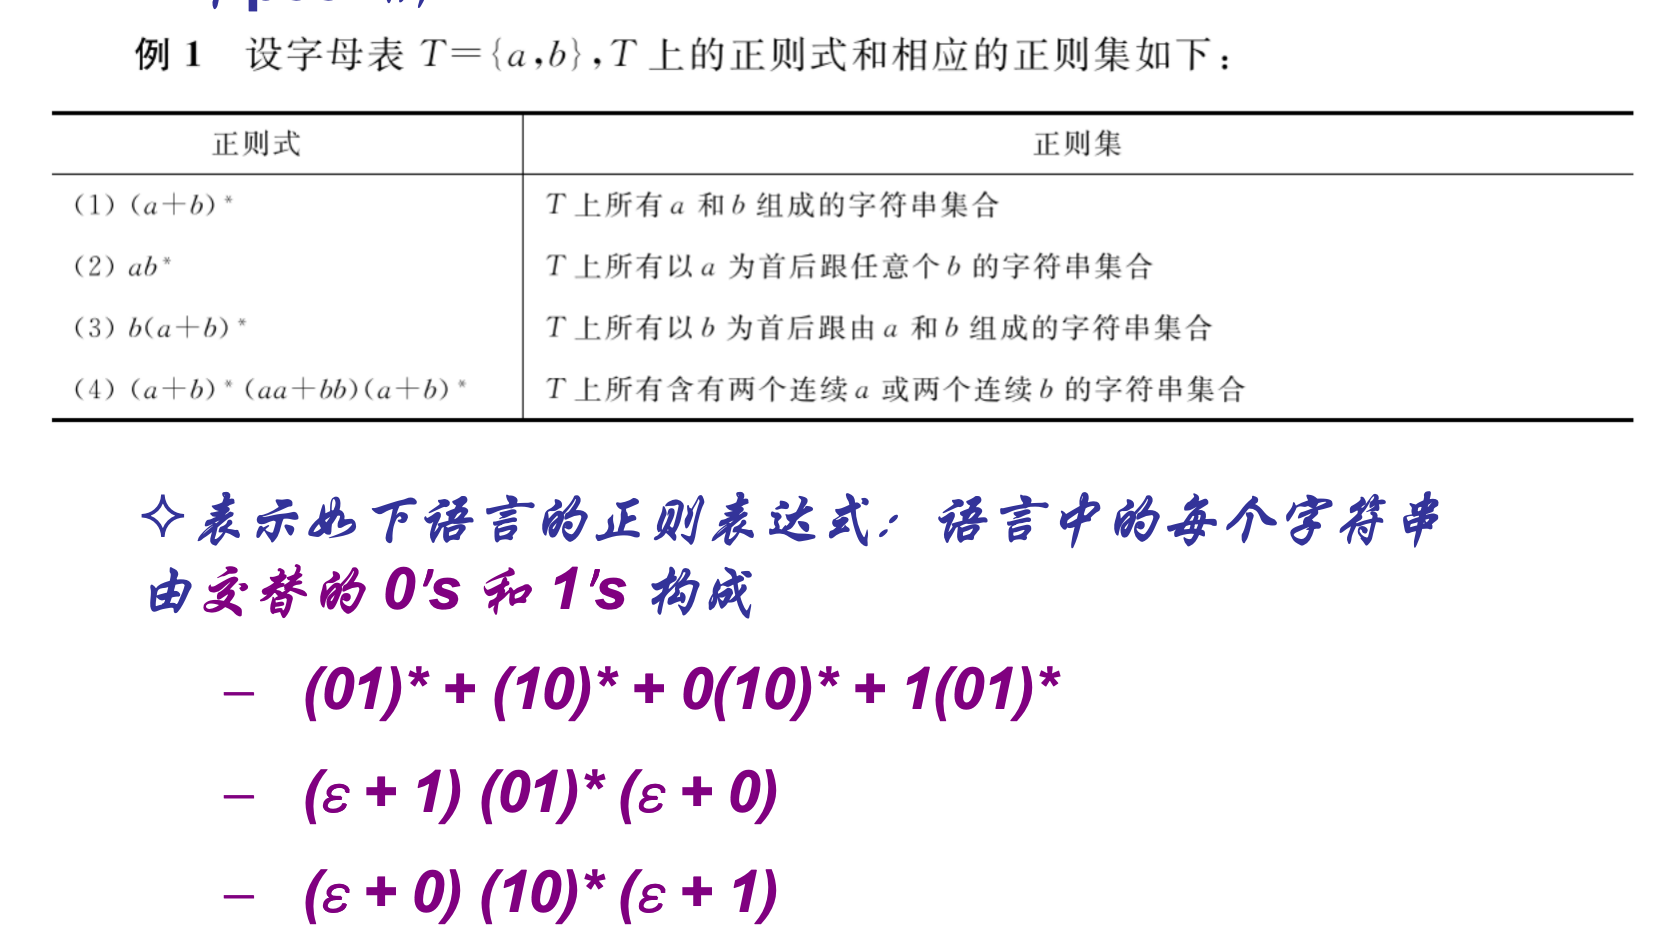 例 1 设字母表 T={a,b},T 上的正则式和相应的正则集如下:
正则式 正则集
(1) (a+b)* T 上所有 a 和 b 组成的字符串集合
(2) ab* T 上所有以 a 为首后跟任意个 b 的字符串集合
(3) b(a+b)* T 上所有以 b 为首后跟由 a 和 b 组成的字符串集合
(4) (a+b)*(aa+bb)(a+b)* T 上所有含有两个连续 a 或两个连续 b 的字符串集合
✧表示如下语言的正则表达式:语言中的每个字符串
由交替的 0's 和 1's 构成
– (01)* + (10)* + 0(10)* + 1(01)*
– (ε + 1) (01)* (ε + 0)
– (ε + 0) (10)* (ε + 1)